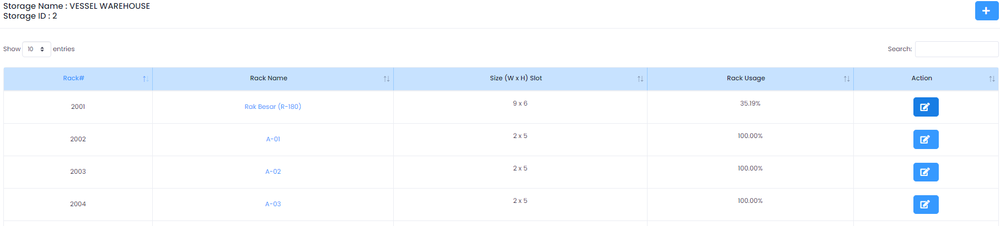 Storage Name : VESSEL WAREHOUSE
Storage ID : 2
Show 10 entries Search:
Rack# Rack Name Size (W x H) Slot Rack Usage Action
2001 Rak Besar (R-180) 9 x 6 35.19%
2002 A-01 2 x 5 100.00%
2003 A-02 2 x 5 100.00%
2004 A-03 2 x 5 100.00%